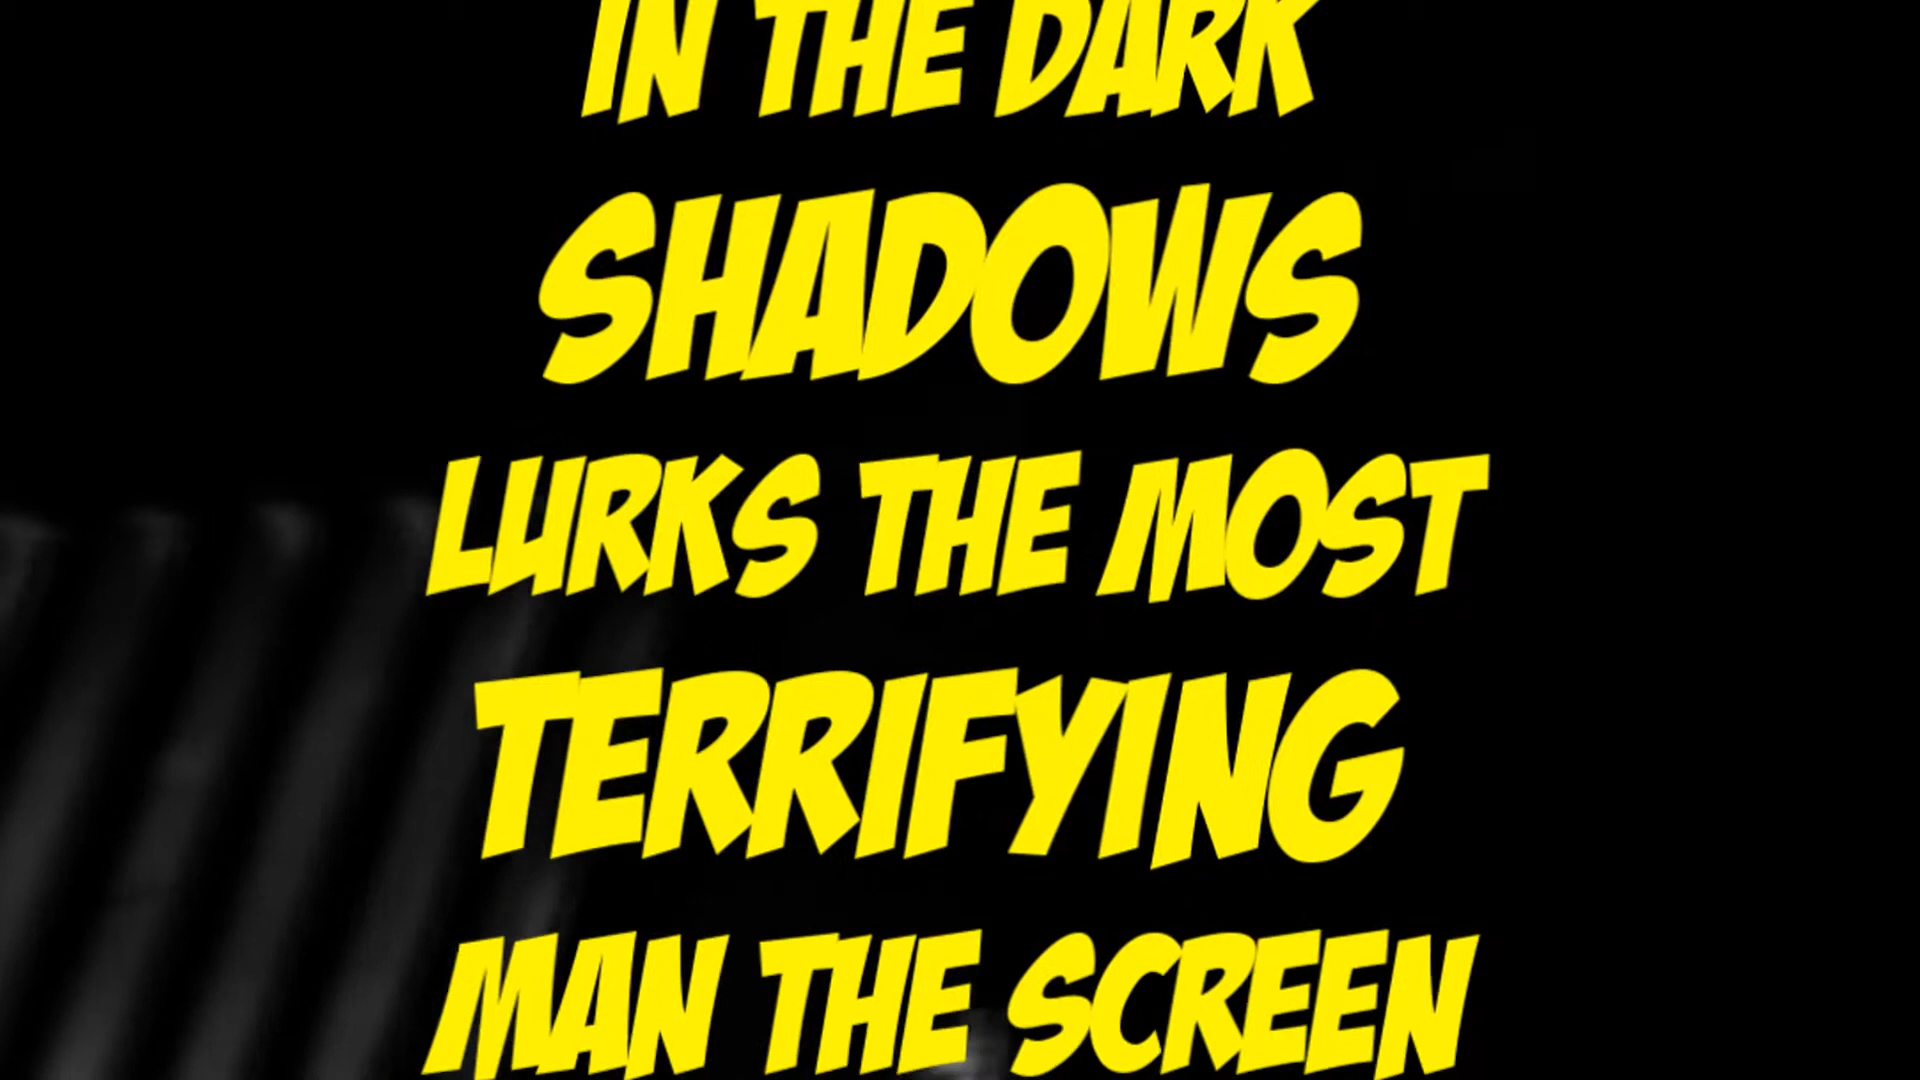 IN THE DARK
SHADOWS
LURKS THE MOST
TERRIFYING
MAN THE SCREEN